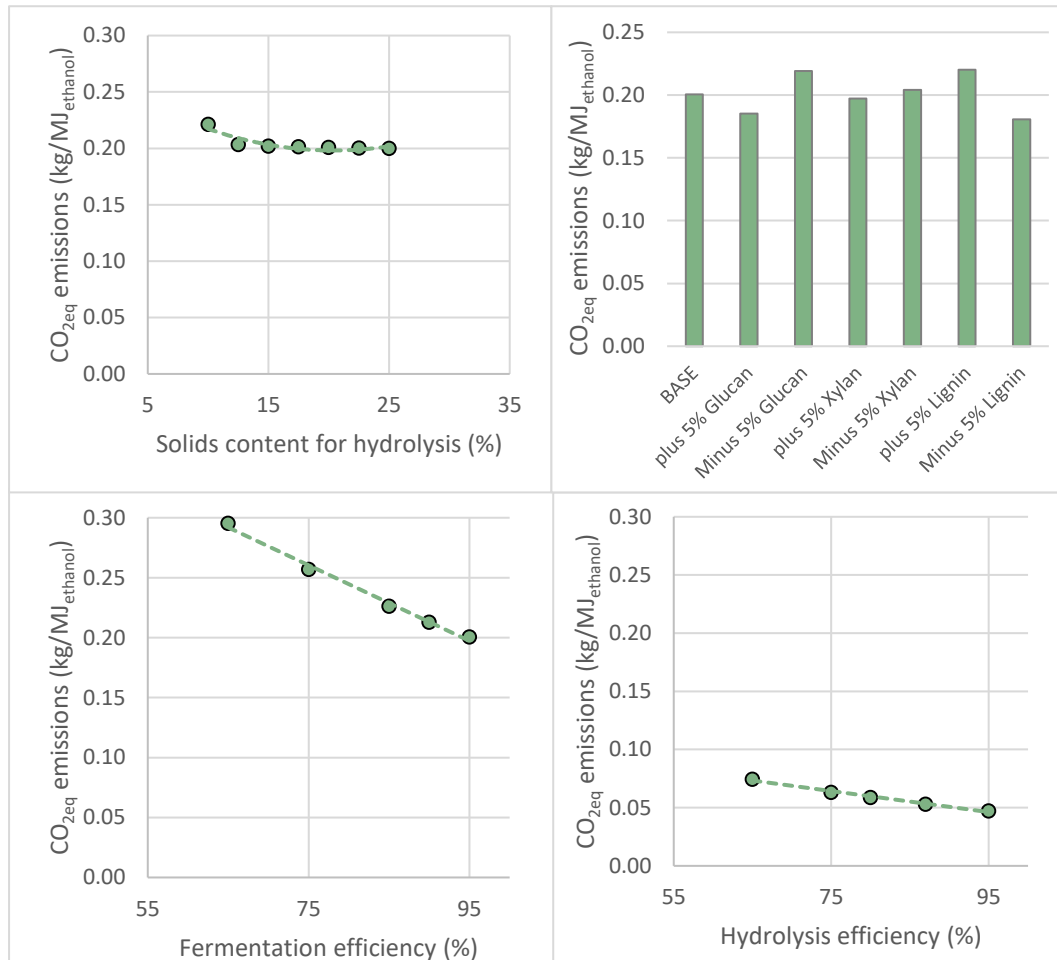 CO2eq emissions (kg/MJethanol)
0.30
0.25
0.20
0.15
0.10
0.05
0.00
5
15
25
35
Solids content for hydrolysis (%)
CO2eq emissions (kg/MJethanol)
0.25
0.20
0.15
0.10
0.05
0.00
BASE
plus 5% Glucan
Minus 5% Glucan
plus 5% Xylan
Minus 5% Xylan
plus 5% Lignin
Minus 5% Lignin
CO2eq emissions (kg/MJethanol)
0.30
0.25
0.20
0.15
0.10
0.05
0.00
55
75
95
Fermentation efficiency (%)
CO2eq emissions (kg/MJethanol)
0.30
0.25
0.20
0.15
0.10
0.05
0.00
55
75
95
Hydrolysis efficiency (%)